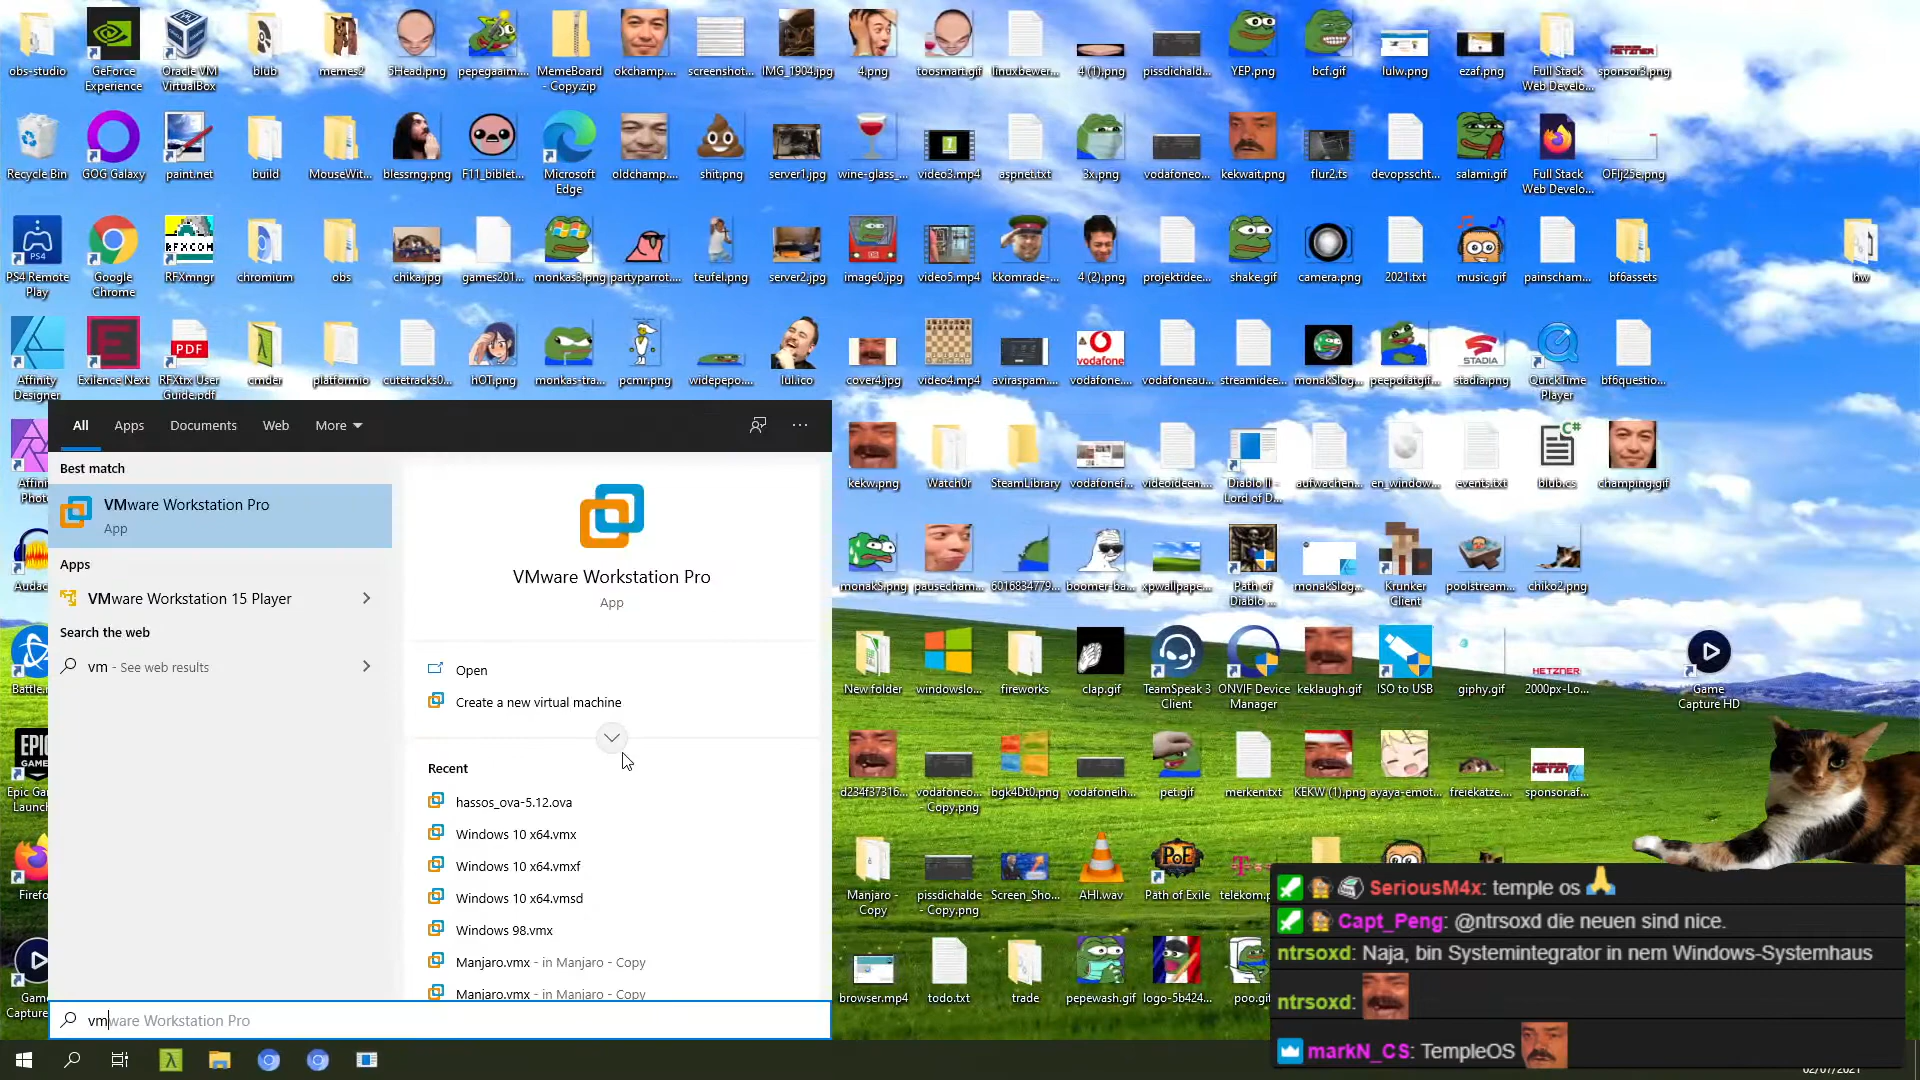 obs-studio
GeForce Experience
Oracle VM VirtualBox
blub
memes2
5Head.png
pepegaaim....
MemeBoard - Copy.zip
okchamp....
screenshot...
IMG_1904.jpg
4.png
toosmart.gif
linuxbewer...
4 (1).png
pissdichald...
YEP.png
bcf.gif
lulw.png
ezaf.png
Full Stack Web Develo...
sponsor3.png
Recycle Bin
GOG Galaxy
paint.net
build
MouseWit...
blessrng.png
F11_biblet...
Microsoft Edge
oldchamp....
shit.png
server1.jpg
wine-glass_...
video3.mp4
aspnet.txt
3x.png
vodafoneo...
kekwait.png
flur2.ts
devopsscht...
salami.gif
Full Stack Web Develo...
OFIj25e.png
PS4 Remote Play
Google Chrome
RFXmngr
chromium
obs
chika.jpg
games201...
monkas3.png
partyparrot....
teufel.png
server2.jpg
image0.jpg
video5.mp4
kkomrade-...
4 (2).png
projektidee...
shake.gif
camera.png
2021.txt
music.gif
painscham...
bf6assets
hw
Affinity Designer
Exilence Next
RFXtrx User Guide.pdf
cmder
platformio
cutetracks0...
hOT.png
monkas-tra...
pcmr.png
widepepo....
lul.ico
cover4.jpg
video4.mp4
aviraspam....
vodafone....
vodafoneau...
streamidee...
monakSlog...
peepofatgif...
stadia.png
QuickTime Player
bf6questio...
All
Apps
Documents
Web
More
Best match
VMware Workstation Pro
App
Apps
VMware Workstation 15 Player
Search the web
vm - See web results
VMware Workstation Pro
App
Open
Create a new virtual machine
Recent
hassos_ova-5.12.ova
Windows 10 x64.vmx
Windows 10 x64.vmxf
Windows 10 x64.vmsd
Windows 98.vmx
Manjaro.vmx - in Manjaro - Copy
Manjaro.vmx - in Manjaro - Copy
vmware Workstation Pro
kekw.png
Watch0r
SteamLibrary
vodafonef...
videoideen....
Diablo II - Lord of D...
aufwachen...
en_window...
events.txt
blub.cs
champing.gif
monakS.png
pausecham...
6016834779...
boomer-ba...
xpwallpape...
Path of Diablo ...
monakSlog...
Krunker Client
poolstream...
chiko2.png
New folder
windowslo...
fireworks
clap.gif
TeamSpeak 3 Client
ONVIF Device Manager
keklaugh.gif
ISO to USB
giphy.gif
2000px-Lo...
Game Capture HD
d234f37316...
vodafoneo... - Copy.png
bgk4Dt0.png
vodafoneih...
pet.gif
merken.txt
KEKW (1).png
ayaya-emot...
freiekatze....
sponsor.af...
Manjaro - Copy
pissdichalde - Copy.png
Screen_Sho...
AHI.wav
Path of Exile
browser.mp4
todo.txt
trade
pepewash.gif
logo-5b424...
SeriousM4x: temple os
Capt_Peng: @ntrsoxd die neuen sind nice.
ntrsoxd: Naja, bin Systemintegrator in nem Windows-Systemhaus
ntrsoxd:
markN_CS: TempleOS